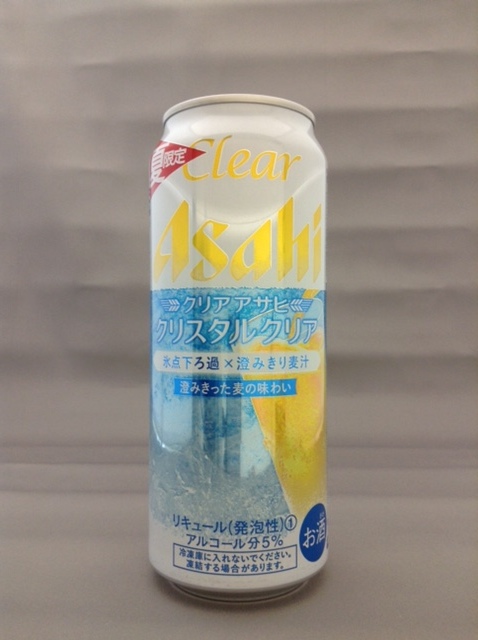 夏限定
Clear
Asahi
クリアアサヒ
クリスタルクリア
氷点下ろ過×澄みきり麦汁
澄みきった麦の味わい
リキュール(発泡性)①
アルコール分5%
お酒
冷凍庫に入れないでください。
凍結する場合があります。